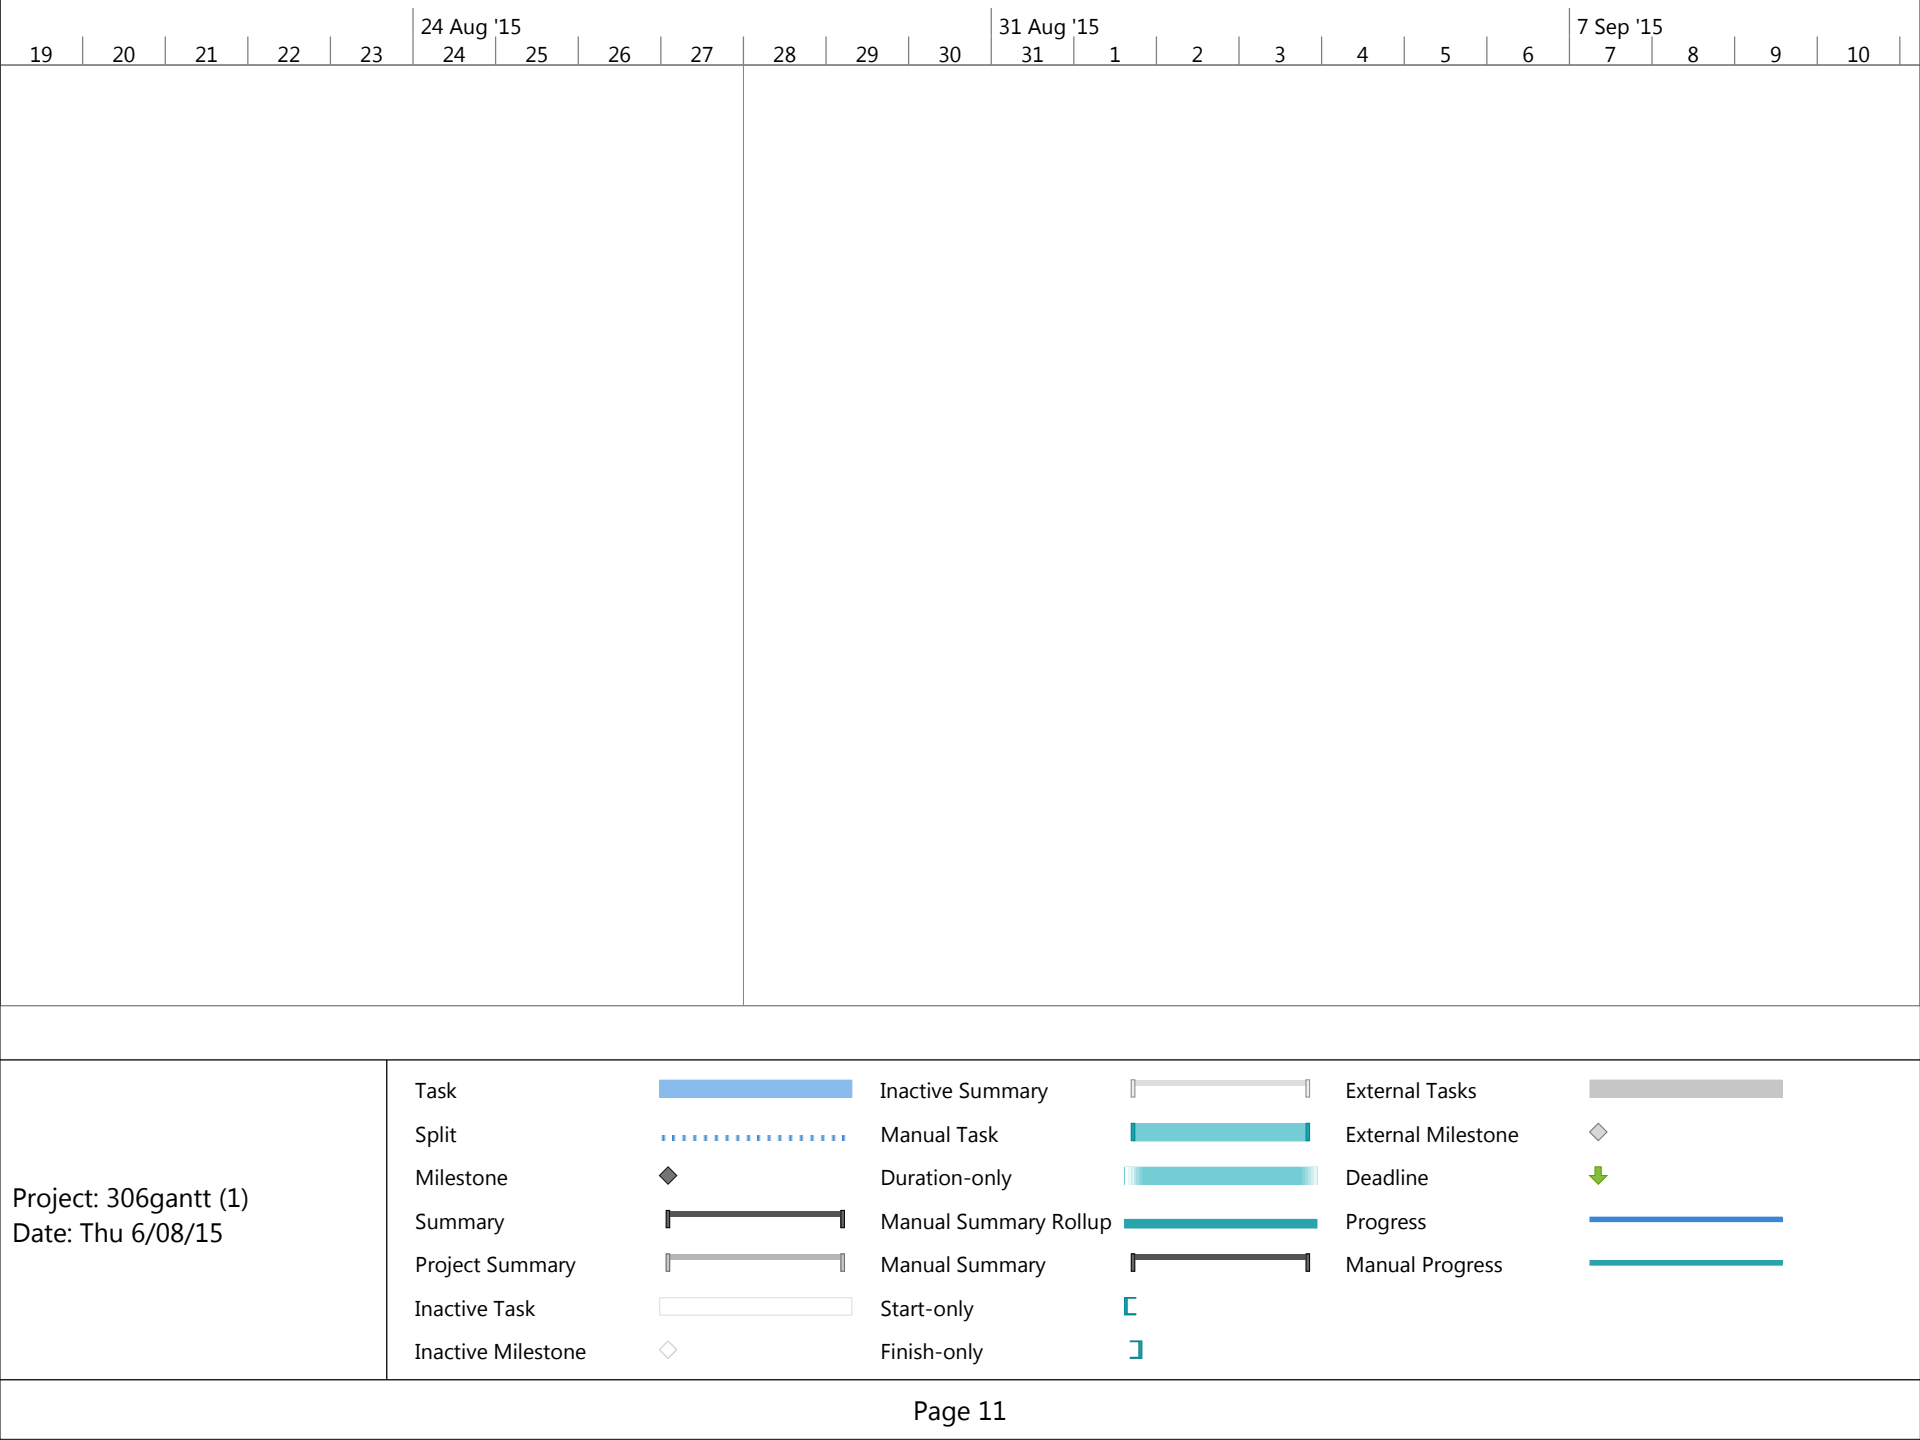 24 Aug '15 31 Aug '15 7 Sep '15
19 20 21 22 23 24 25 26 27 28 29 30 31 1 2 3 4 5 6 7 8 9 10
Project: 306gantt (1)
Date: Thu 6/08/15
Task
Split
Milestone
Summary
Project Summary
Inactive Task
Inactive Milestone
Inactive Summary
Manual Task
Duration-only
Manual Summary Rollup
Manual Summary
Start-only
Finish-only
External Tasks
External Milestone
Deadline
Progress
Manual Progress
Page 11